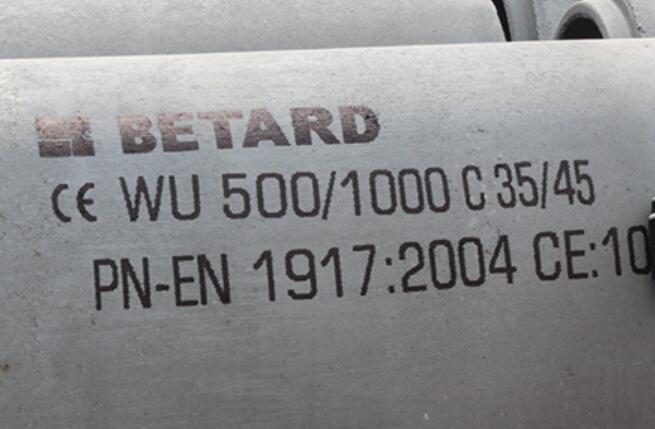 BETARD
CE WU 500/1000 C 35/45
PN-EN 1917:2004 CE:10